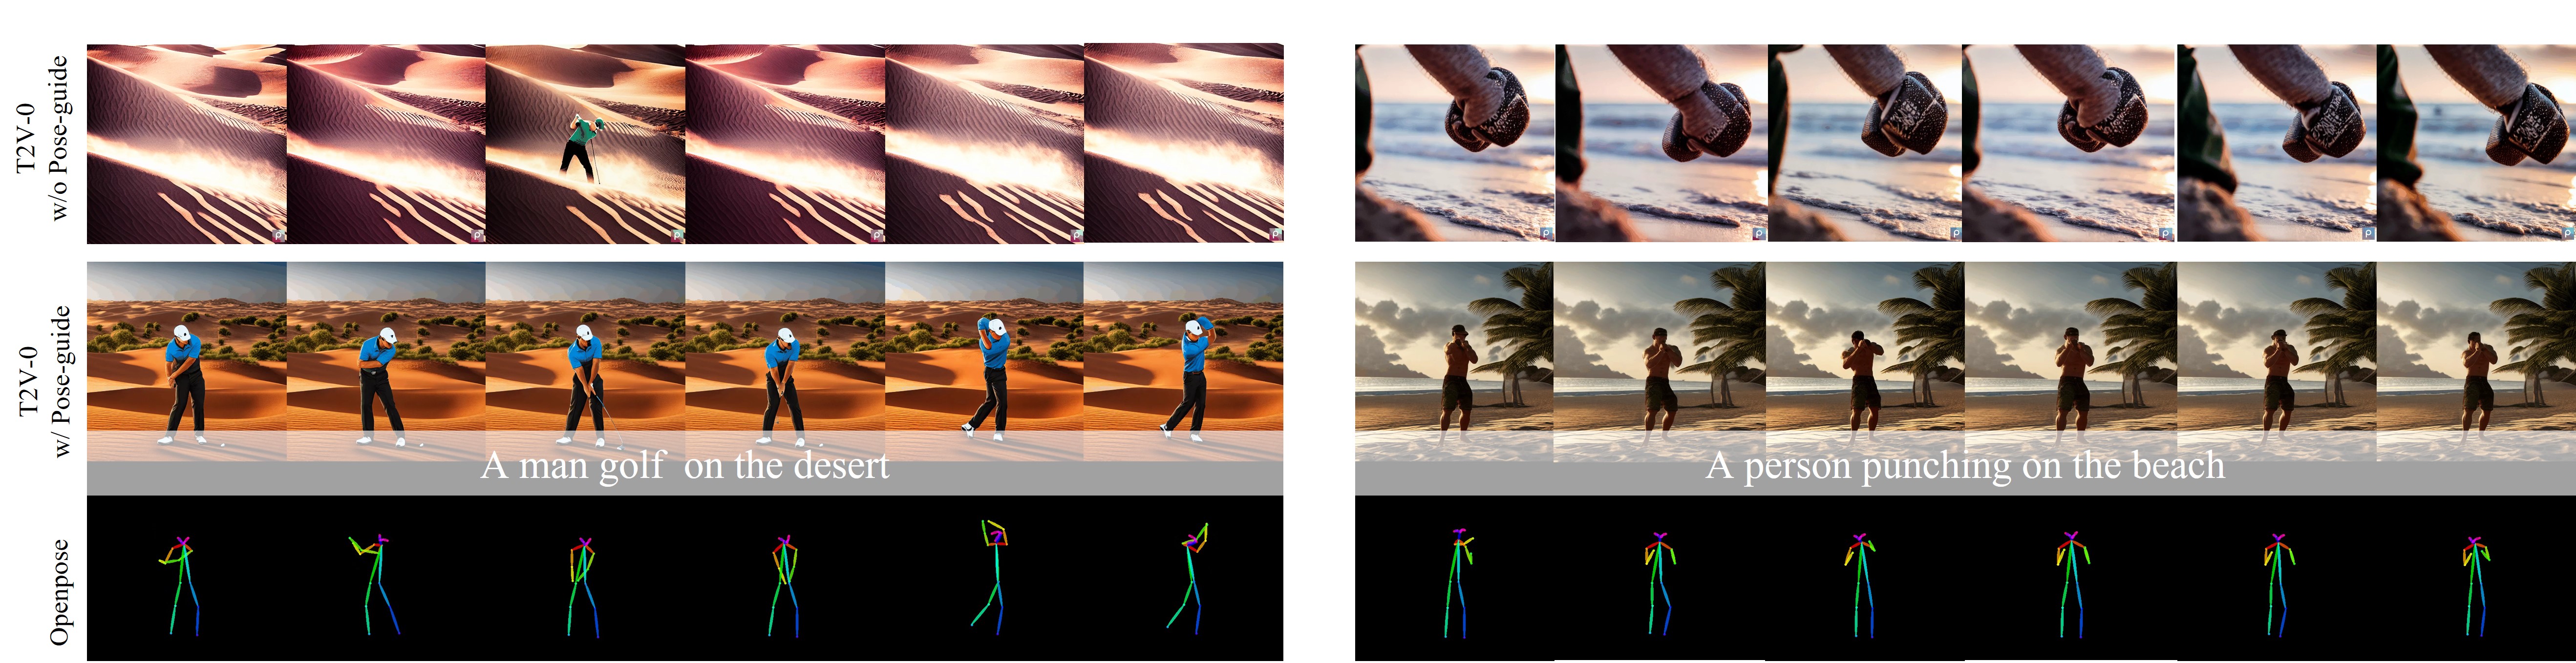 T2V-0
w/o Pose-guide
T2V-0
w/ Pose-guide
A man golf on the desert
A person punching on the beach
Openpose